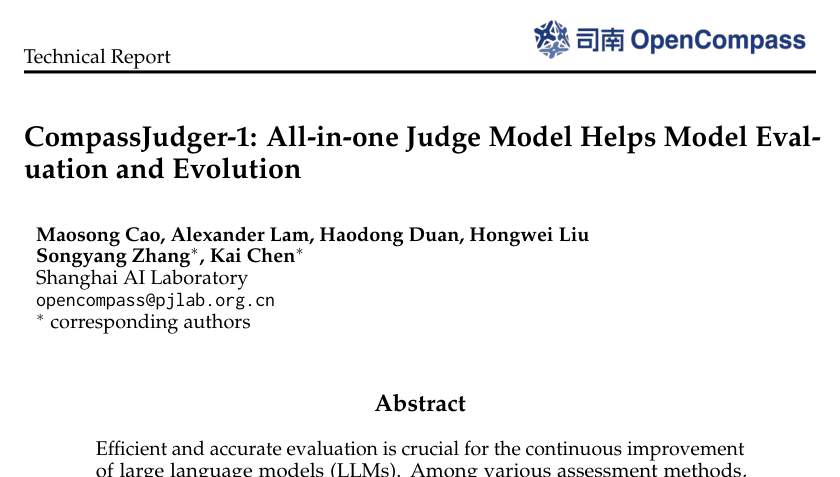 司南 OpenCompass
Technical Report
CompassJudger-1: All-in-one Judge Model Helps Model Eval-
uation and Evolution
Maosong Cao, Alexander Lam, Haodong Duan, Hongwei Liu
Songyang Zhang*, Kai Chen*
Shanghai AI Laboratory
opencompass@pjlab.org.cn
* corresponding authors
Abstract
Efficient and accurate evaluation is crucial for the continuous improvement
of large language models (LLMs). Among various assessment methods,